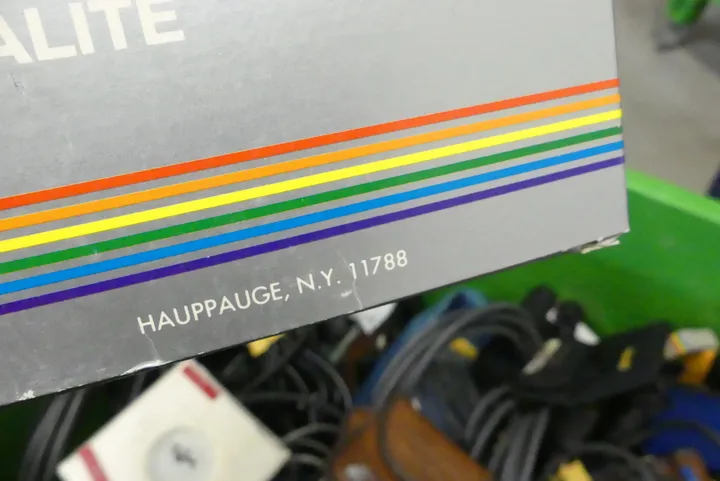 ALITE
HAUPPAUGE, N.Y. 11788